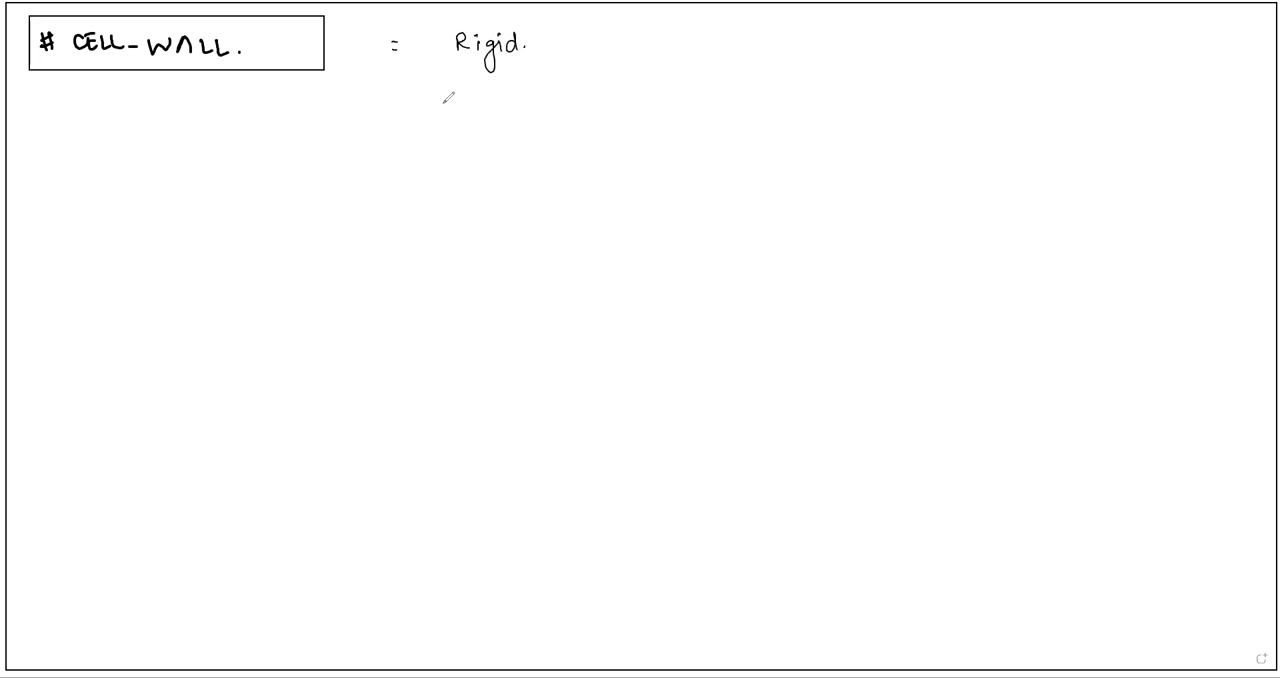 # CELL-WALL. = Rigid.